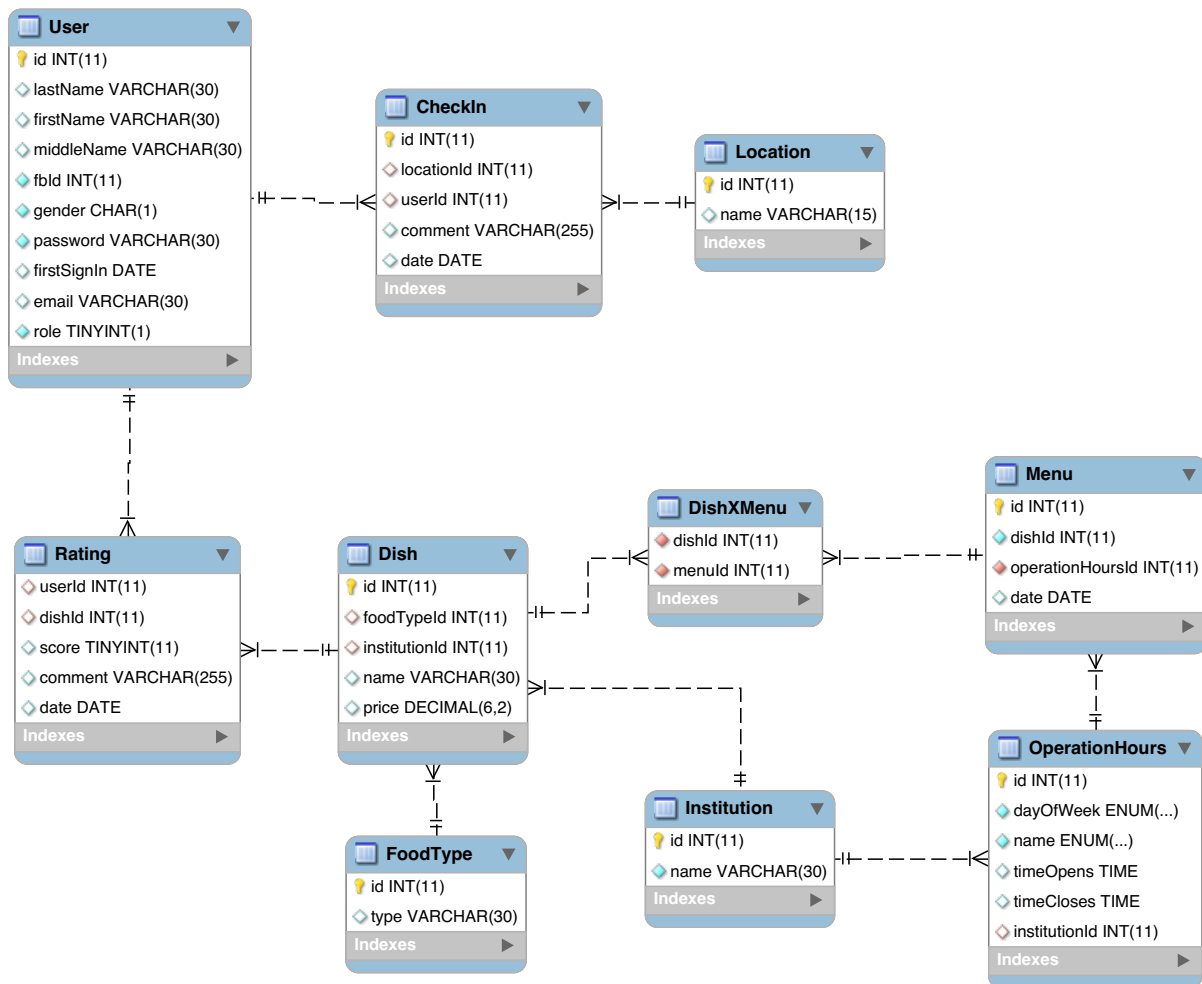 User
id INT(11)
lastName VARCHAR(30)
firstName VARCHAR(30)
middleName VARCHAR(30)
fbId INT(11)
gender CHAR(1)
password VARCHAR(30)
firstSignIn DATE
email VARCHAR(30)
role TINYINT(1)
Indexes
CheckIn
id INT(11)
locationId INT(11)
userId INT(11)
comment VARCHAR(255)
date DATE
Indexes
Location
id INT(11)
name VARCHAR(15)
Indexes
Rating
userId INT(11)
dishId INT(11)
score TINYINT(11)
comment VARCHAR(255)
date DATE
Indexes
Dish
id INT(11)
foodTypeId INT(11)
institutionId INT(11)
name VARCHAR(30)
price DECIMAL(6,2)
Indexes
DishXMenu
dishId INT(11)
menuId INT(11)
Indexes
Menu
id INT(11)
dishId INT(11)
operationHoursId INT(11)
date DATE
Indexes
FoodType
id INT(11)
type VARCHAR(30)
Indexes
Institution
id INT(11)
name VARCHAR(30)
Indexes
OperationHours
id INT(11)
dayOfWeek ENUM(...)
name ENUM(...)
timeOpens TIME
timeCloses TIME
institutionId INT(11)
Indexes